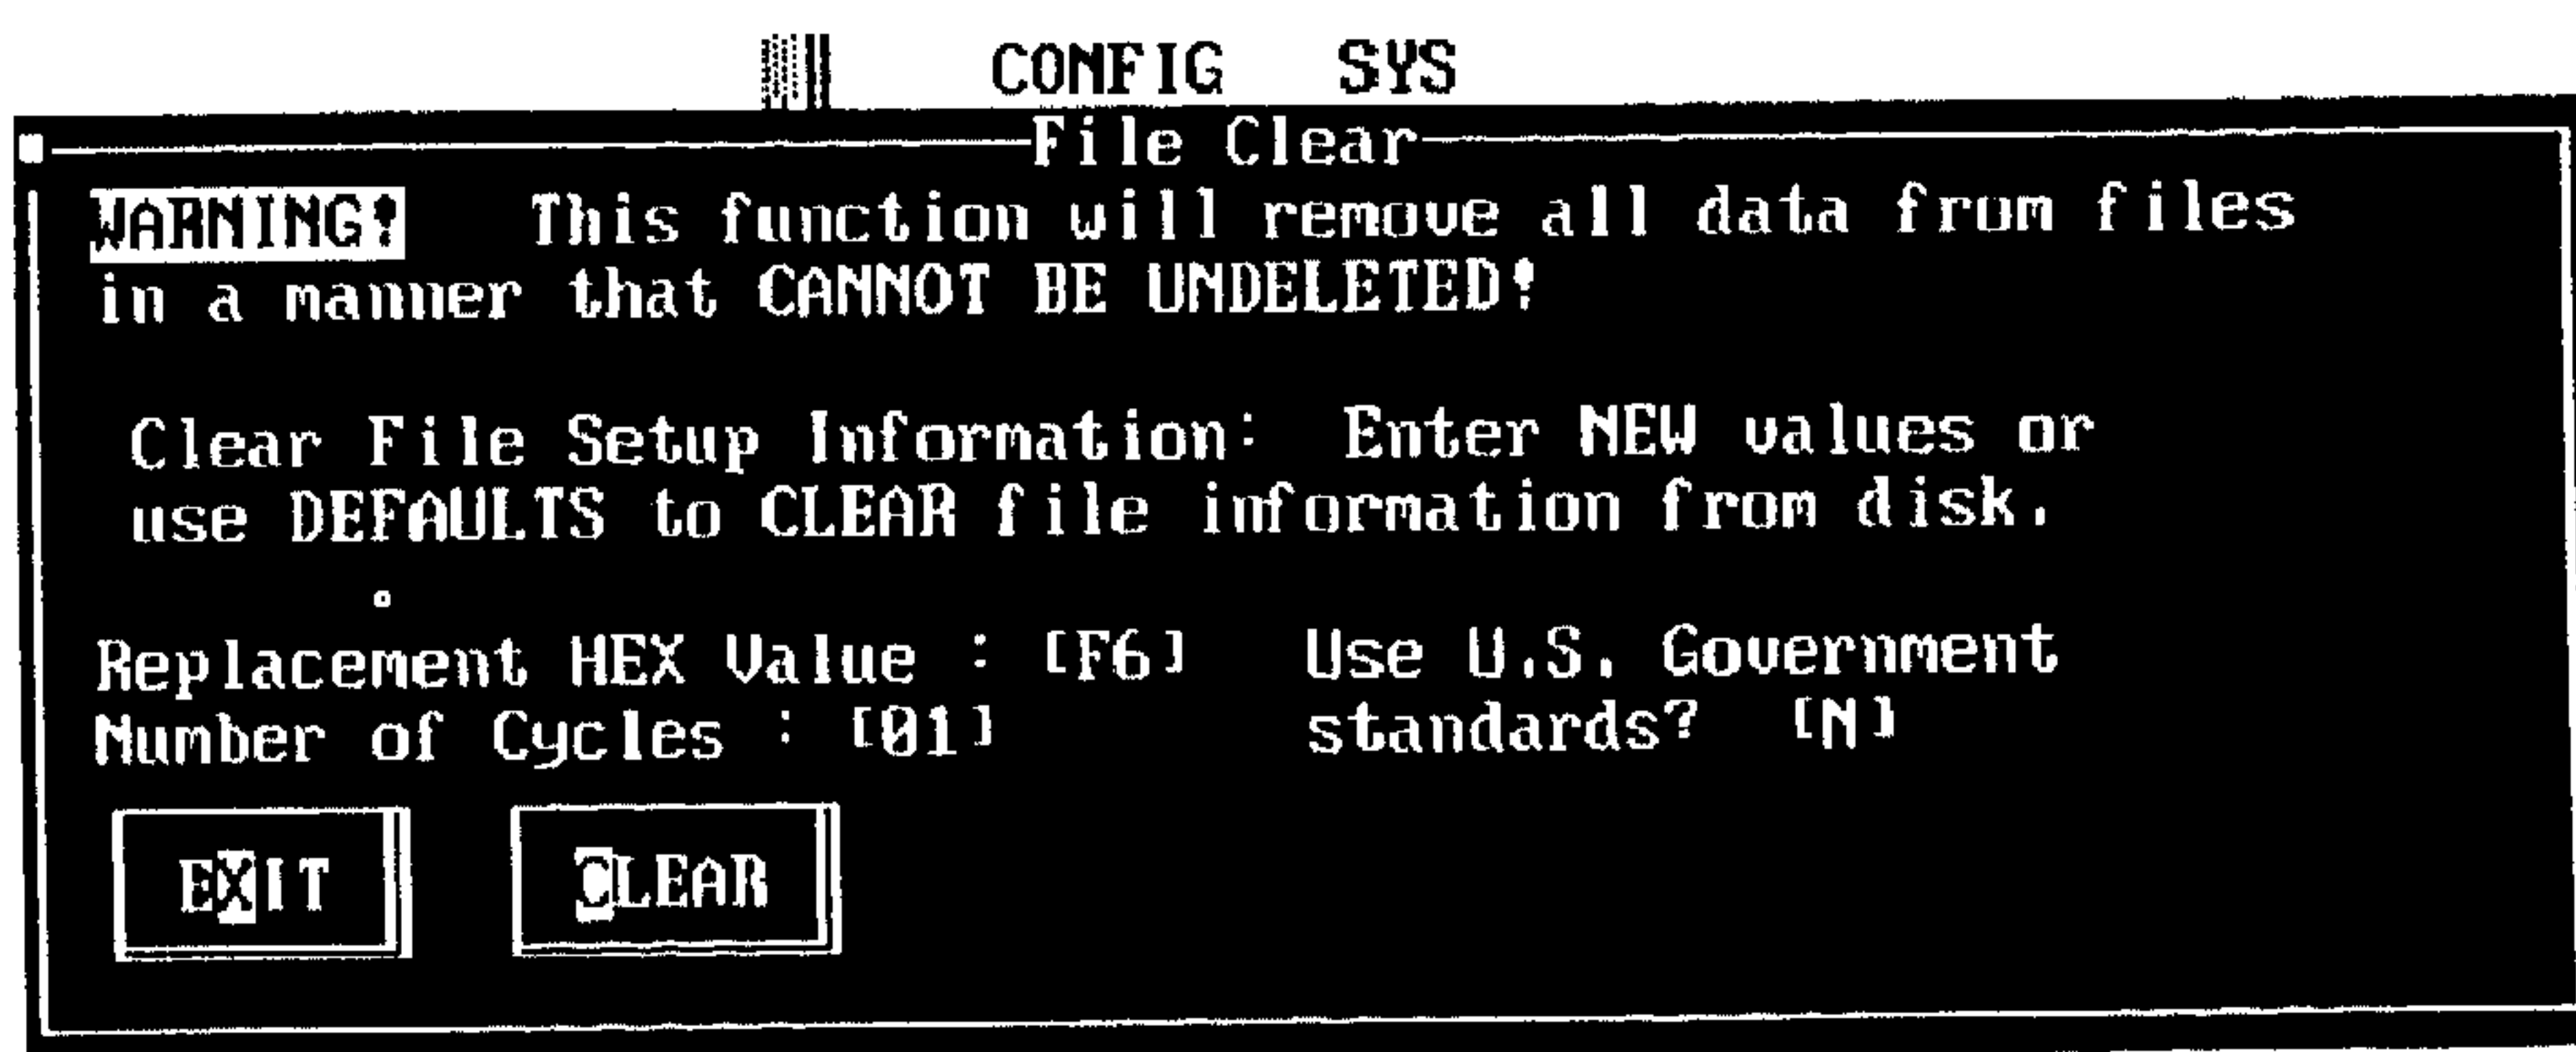 CONFIG SYS
File Clear
WARNING! This function will remove all data from files
in a manner that CANNOT BE UNDELETED!
Clear File Setup Information: Enter NEW values or
use DEFAULTS to CLEAR file information from disk.
Replacement HEX Value : [F6] Use U.S. Government
Number of Cycles : [01] standards? [N]
EXIT CLEAR